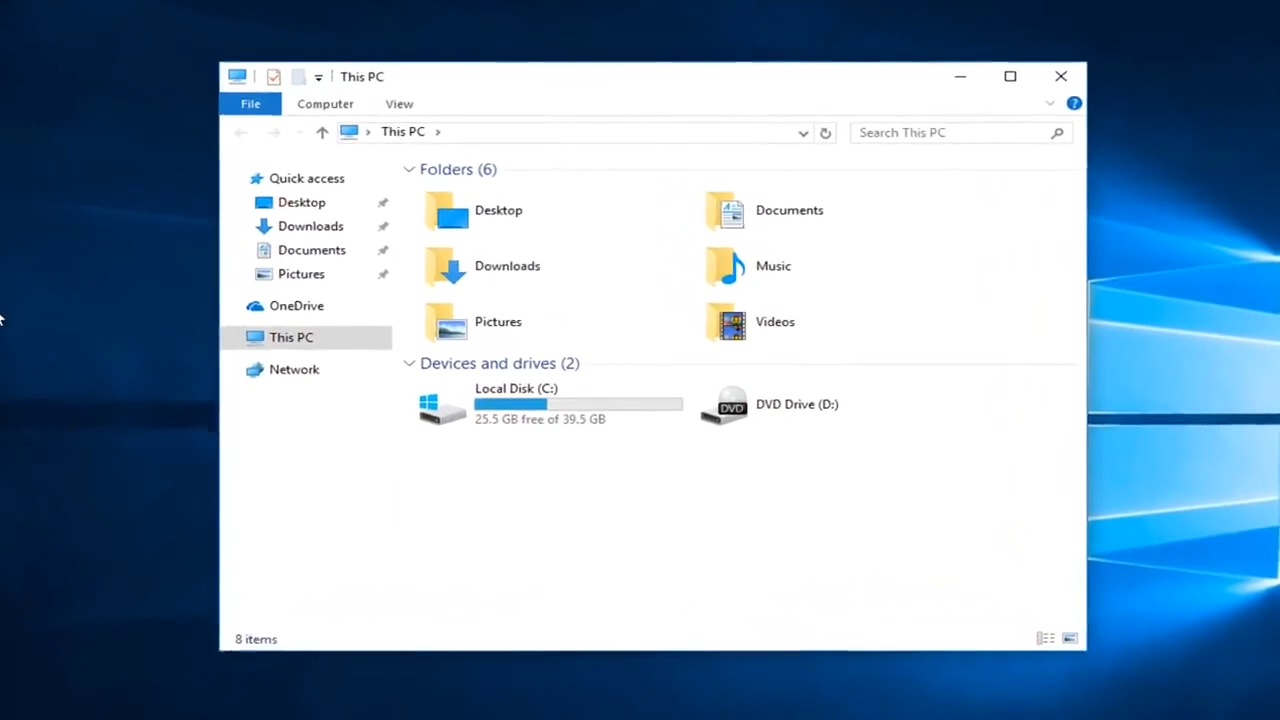 This PC
File Computer View
This PC
Search This PC
Quick access
Desktop
Downloads
Documents
Pictures
OneDrive
This PC
Network
Folders (6)
Desktop
Documents
Downloads
Music
Pictures
Videos
Devices and drives (2)
Local Disk (C:)
25.5 GB free of 39.5 GB
DVD
DVD Drive (D:)
8 items